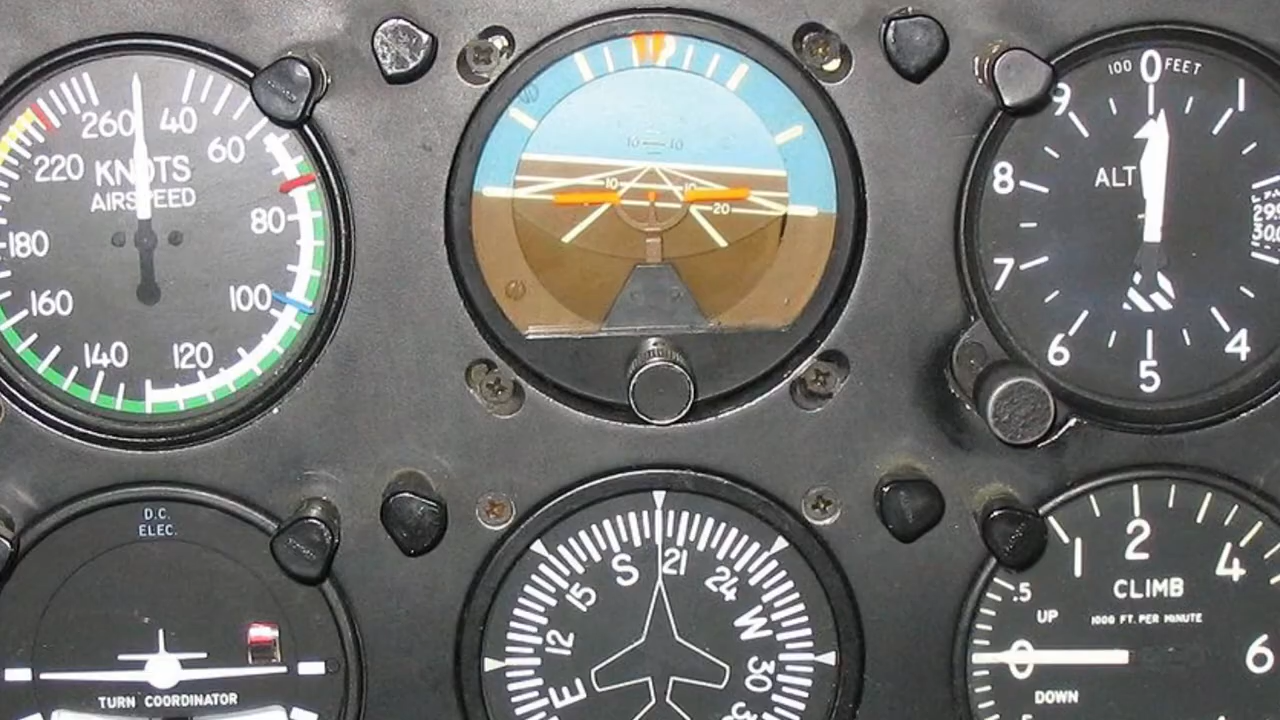 260 40
220 KNOTS 60
AIRSPEED
80
180
160 100
140 120
10 10
10 10
20
100 0 FEET
9 1
8 ALT
7
6 4
5
D.C.
ELEC.
TURN COORDINATOR
S 21 24
15 W
12 30
E
2
1 4
.5 CLIMB
UP 1000 FT. PER MINUTE
0 6
DOWN